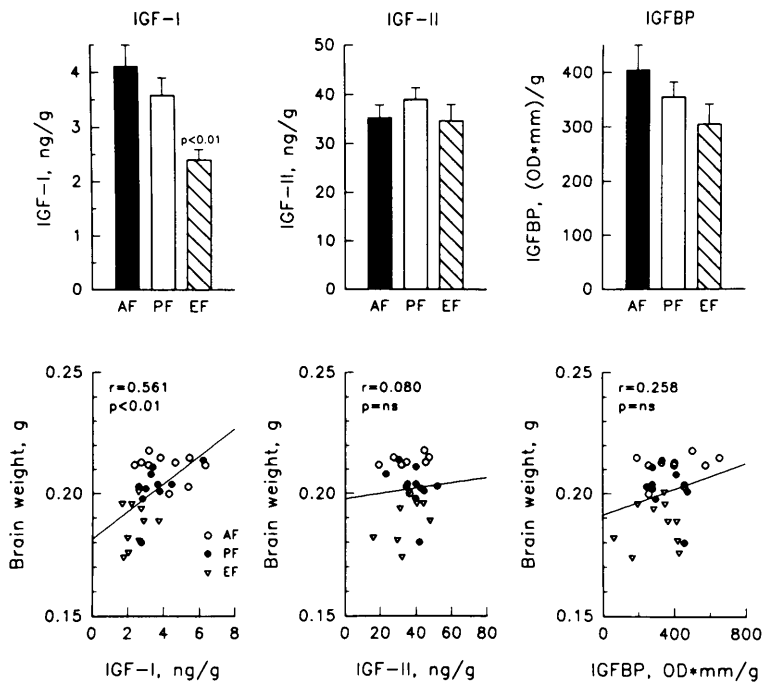 IGF-I
IGF-II
IGFBP
IGF-I, ng/g
4
3
2
1
0
p<0.01
AF PF EF
IGF-II, ng/g
50
40
30
20
10
0
AF PF EF
IGFBP, (OD*mm)/g
400
300
200
100
0
AF PF EF
Brain weight, g
0.25
0.20
0.15
r=0.561
p<0.01
AF
PF
EF
0 2 4 6 8
IGF-I, ng/g
Brain weight, g
0.25
0.20
0.15
r=0.080
p=ns
0 20 40 60 80
IGF-II, ng/g
Brain weight, g
0.25
0.20
0.15
r=0.258
p=ns
0 200 400 600 800
IGFBP, OD*mm/g